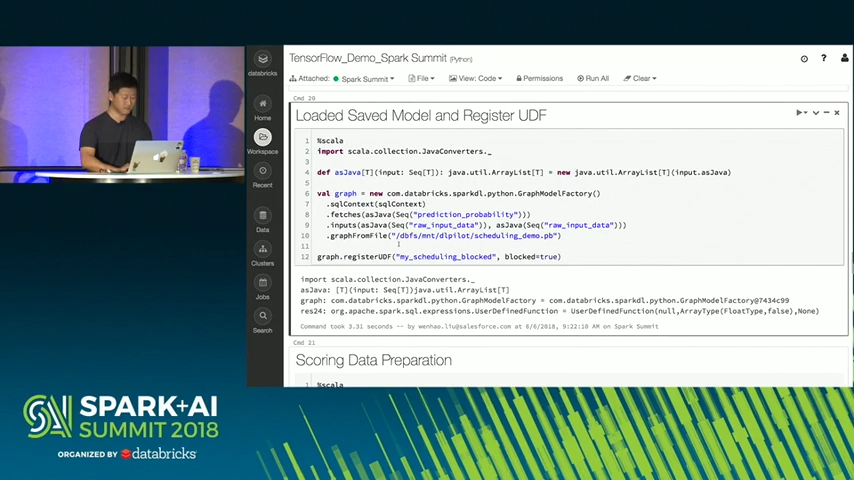 databricks
Home
Workspace
Recent
Data
Clusters
Jobs
Search
TensorFlow_Demo_Spark Summit (Python)
Attached: Spark Summit File View: Code Permissions Run All Clear
Cmd 20
Loaded Saved Model and Register UDF
1 %scala
2 import scala.collection.JavaConverters._
3
4 def asJava[T](input: Seq[T]): java.util.ArrayList[T] = new java.util.ArrayList[T](input.asJava)
5
6 val graph = new com.databricks.sparkdl.python.GraphModelFactory()
7 .sqlContext(sqlContext)
8 .fetches(asJava(Seq("prediction_probability")))
9 .inputs(asJava(Seq("raw_input_data")), asJava(Seq("raw_input_data")))
10 .graphFromFile("/dbfs/mnt/dlpilot/scheduling_demo.pb")
11
12 graph.registerUDF("my_scheduling_blocked", blocked=true)
import scala.collection.JavaConverters._
asJava: [T](input: Seq[T])java.util.ArrayList[T]
graph: com.databricks.sparkdl.python.GraphModelFactory = com.databricks.sparkdl.python.GraphModelFactory@7434c99
res24: org.apache.spark.sql.expressions.UserDefinedFunction = UserDefinedFunction(null,ArrayType(FloatType,false),None)
Command took 3.31 seconds -- by wenhao.liu@salesforce.com at 6/6/2018, 9:22:10 AM on Spark Summit
Cmd 21
Scoring Data Preparation
1 %scala
SPARK+AI
SUMMIT 2018
ORGANIZED BY databricks